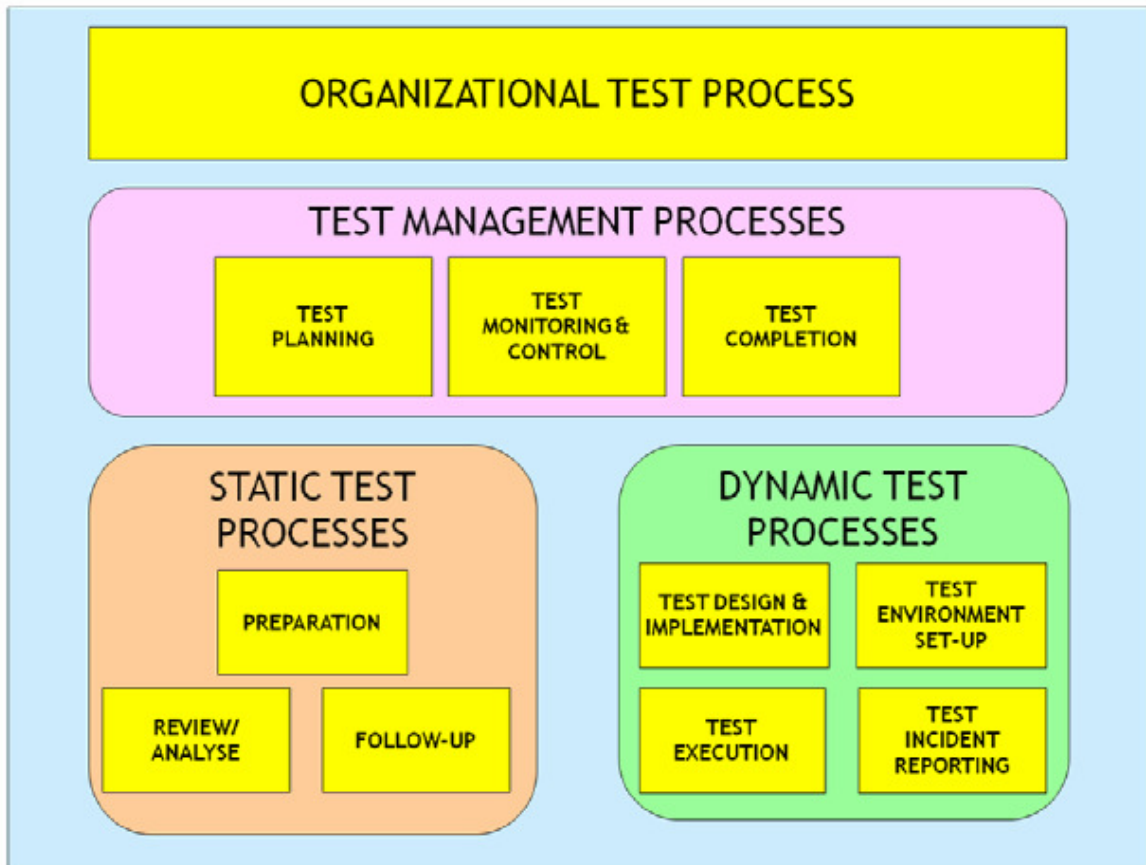 ORGANIZATIONAL TEST PROCESS
TEST MANAGEMENT PROCESSES
TEST
PLANNING
TEST
MONITORING &
CONTROL
TEST
COMPLETION
STATIC TEST
PROCESSES
PREPARATION
REVIEW/
ANALYSE
FOLLOW-UP
DYNAMIC TEST
PROCESSES
TEST DESIGN &
IMPLEMENTATION
TEST
ENVIRONMENT
SET-UP
TEST
EXECUTION
TEST
INCIDENT
REPORTING